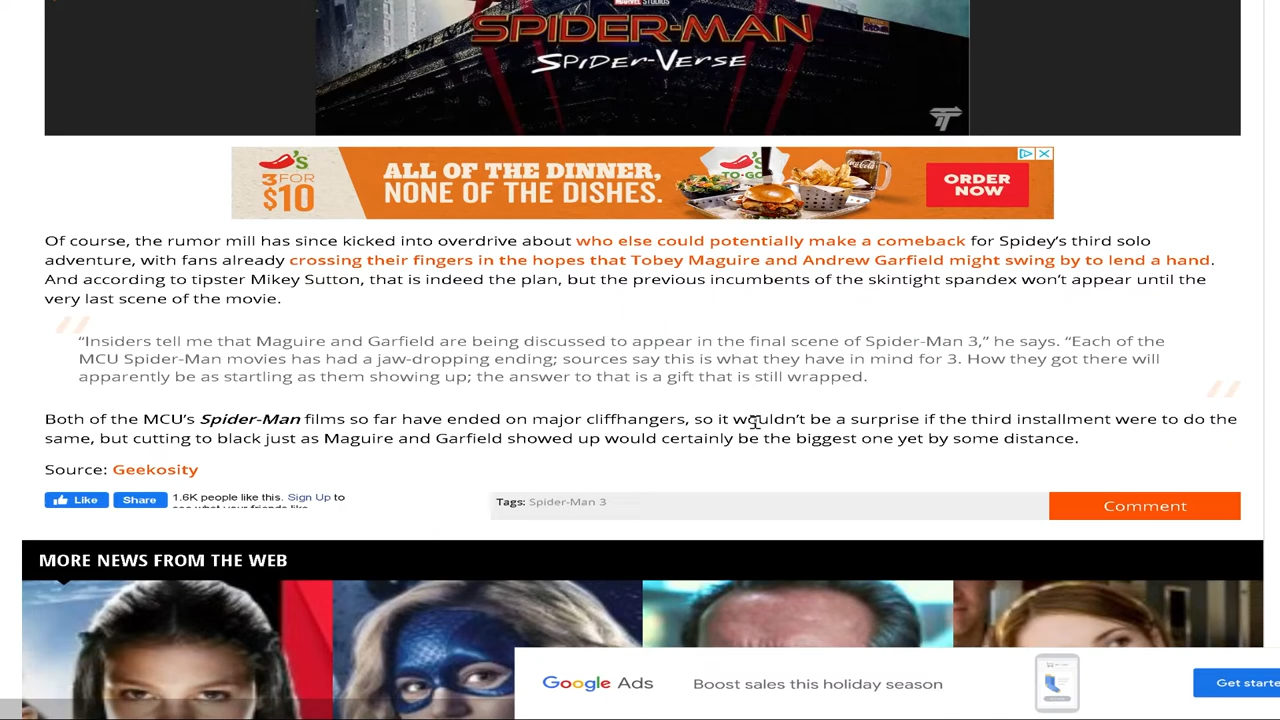 MARVEL STUDIOS
SPIDER-MAN
SPIDER-VERSE
3 FOR
$10
ALL OF THE DINNER,
NONE OF THE DISHES.
TO-GO
Coca-Cola
ORDER
NOW
Of course, the rumor mill has since kicked into overdrive about who else could potentially make a comeback for Spidey's third solo
adventure, with fans already crossing their fingers in the hopes that Tobey Maguire and Andrew Garfield might swing by to lend a hand.
And according to tipster Mikey Sutton, that is indeed the plan, but the previous incumbents of the skintight spandex won't appear until the
very last scene of the movie.
“Insiders tell me that Maguire and Garfield are being discussed to appear in the final scene of Spider-Man 3,” he says. “Each of the
MCU Spider-Man movies has had a jaw-dropping ending; sources say this is what they have in mind for 3. How they got there will
apparently be as startling as them showing up; the answer to that is a gift that is still wrapped.
Both of the MCU's Spider-Man films so far have ended on major cliffhangers, so it wouldn't be a surprise if the third installment were to do the
same, but cutting to black just as Maguire and Garfield showed up would certainly be the biggest one yet by some distance.
Source: Geekosity
Like Share 1.6K people like this. Sign Up to
see what your friends like.
Tags: Spider-Man 3
Comment
MORE NEWS FROM THE WEB
Google Ads Boost sales this holiday season Get starte